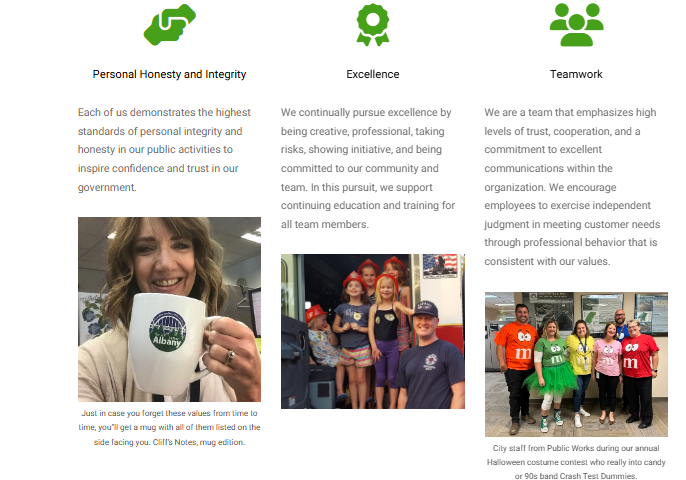 Personal Honesty and Integrity
Each of us demonstrates the highest
standards of personal integrity and
honesty in our public activities to
inspire confidence and trust in our
government.
Albany
Just in case you forget these values from time to
time, you"ll get a mug with all of them listed on the
side facing you. Cliff's Notes, mug edition.
Excellence
We continually pursue excellence by
being creative, professional, taking
risks, showing initiative, and being
committed to our community and
team. In this pursuit, we support
continuing education and training for
all team members.
Teamwork
We are a team that emphasizes high
levels of trust, cooperation, and a
commitment to excellent
communications within the
organization. We encourage
employees to exercise independent
judgment in meeting customer needs
through professional behavior that is
consistent with our values.
m
m
City staff from Public Works during our annual
Halloween costume contest who really into candy
or 90s band Crash Test Dummies.